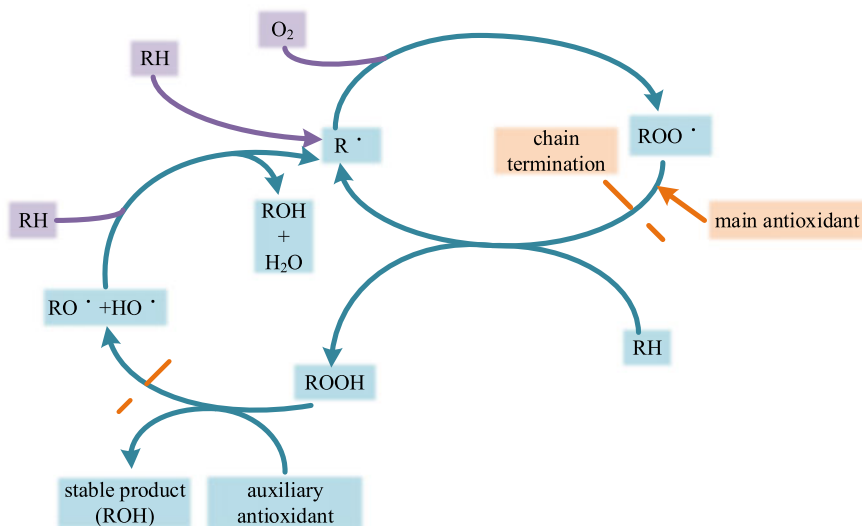 O₂
RH
R ·
ROO ·
chain
termination
RH
ROH
+
H₂O
main antioxidant
RO · +HO ·
RH
ROOH
stable product
(ROH)
auxiliary
antioxidant